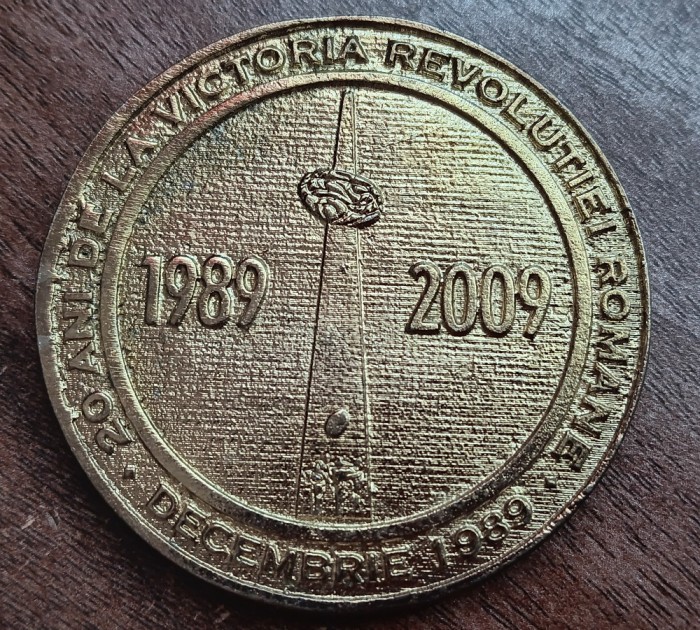 20 ANI DE LA VICTORIA REVOLUTIEI ROMANE
1989
2009
· DECEMBRIE 1989 ·